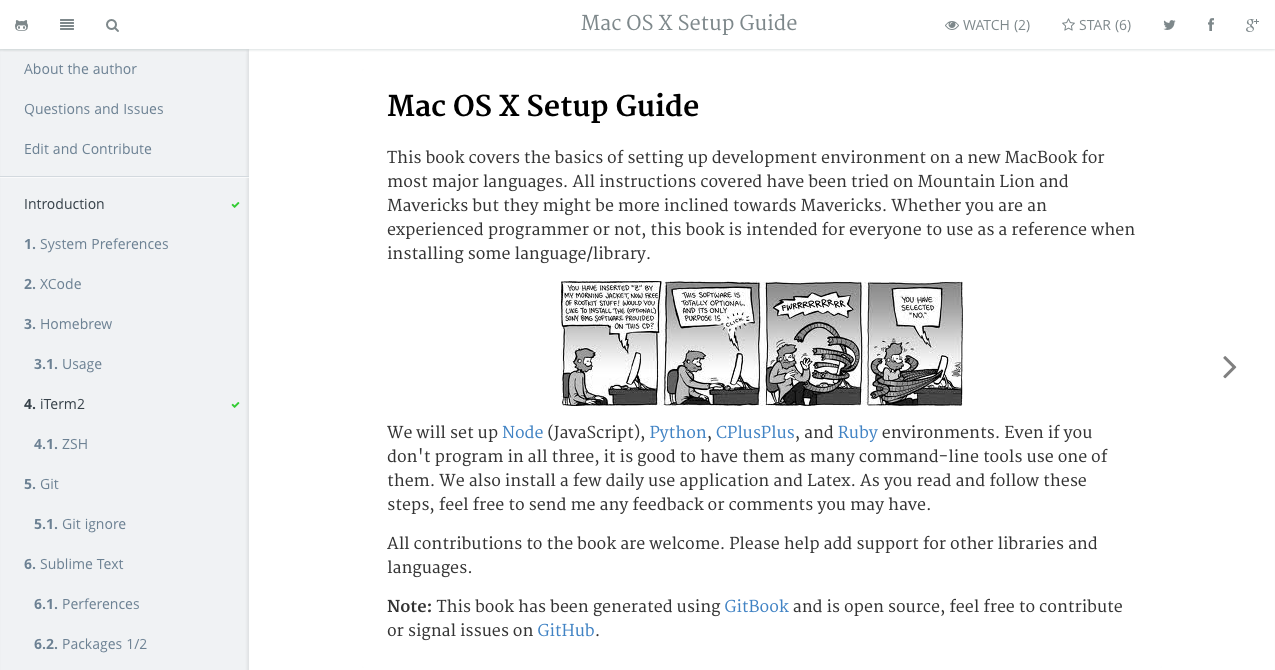 Mac OS X Setup Guide
WATCH (2)
STAR (6)
About the author
Questions and Issues
Edit and Contribute
Introduction
1. System Preferences
2. XCode
3. Homebrew
3.1. Usage
4. iTerm2
4.1. ZSH
5. Git
5.1. Git ignore
6. Sublime Text
6.1. Perferences
6.2. Packages 1/2
Mac OS X Setup Guide
This book covers the basics of setting up development environment on a new MacBook for
most major languages. All instructions covered have been tried on Mountain Lion and
Mavericks but they might be more inclined towards Mavericks. Whether you are an
experienced programmer or not, this book is intended for everyone to use as a reference when
installing some language/library.
YOU HAVE INSERTED "Z" BY
MY MORNING JACKET, NOW FREE
OF ROOTKIT STUFF! WOULD YOU
LIKE TO INSTALL THE (OPTIONAL)
SONY BMG SOFTWARE PROVIDED
ON THIS CD?
THIS SOFTWARE IS
TOTALLY OPTIONAL,
AND ITS ONLY
PURPOSE IS
CLICK
FWRRRRRRRRR
YOU HAVE
SELECTED
"NO."
We will set up Node (JavaScript), Python, CPlusPlus, and Ruby environments. Even if you
don't program in all three, it is good to have them as many command-line tools use one of
them. We also install a few daily use application and Latex. As you read and follow these
steps, feel free to send me any feedback or comments you may have.
All contributions to the book are welcome. Please help add support for other libraries and
languages.
Note: This book has been generated using GitBook and is open source, feel free to contribute
or signal issues on GitHub.